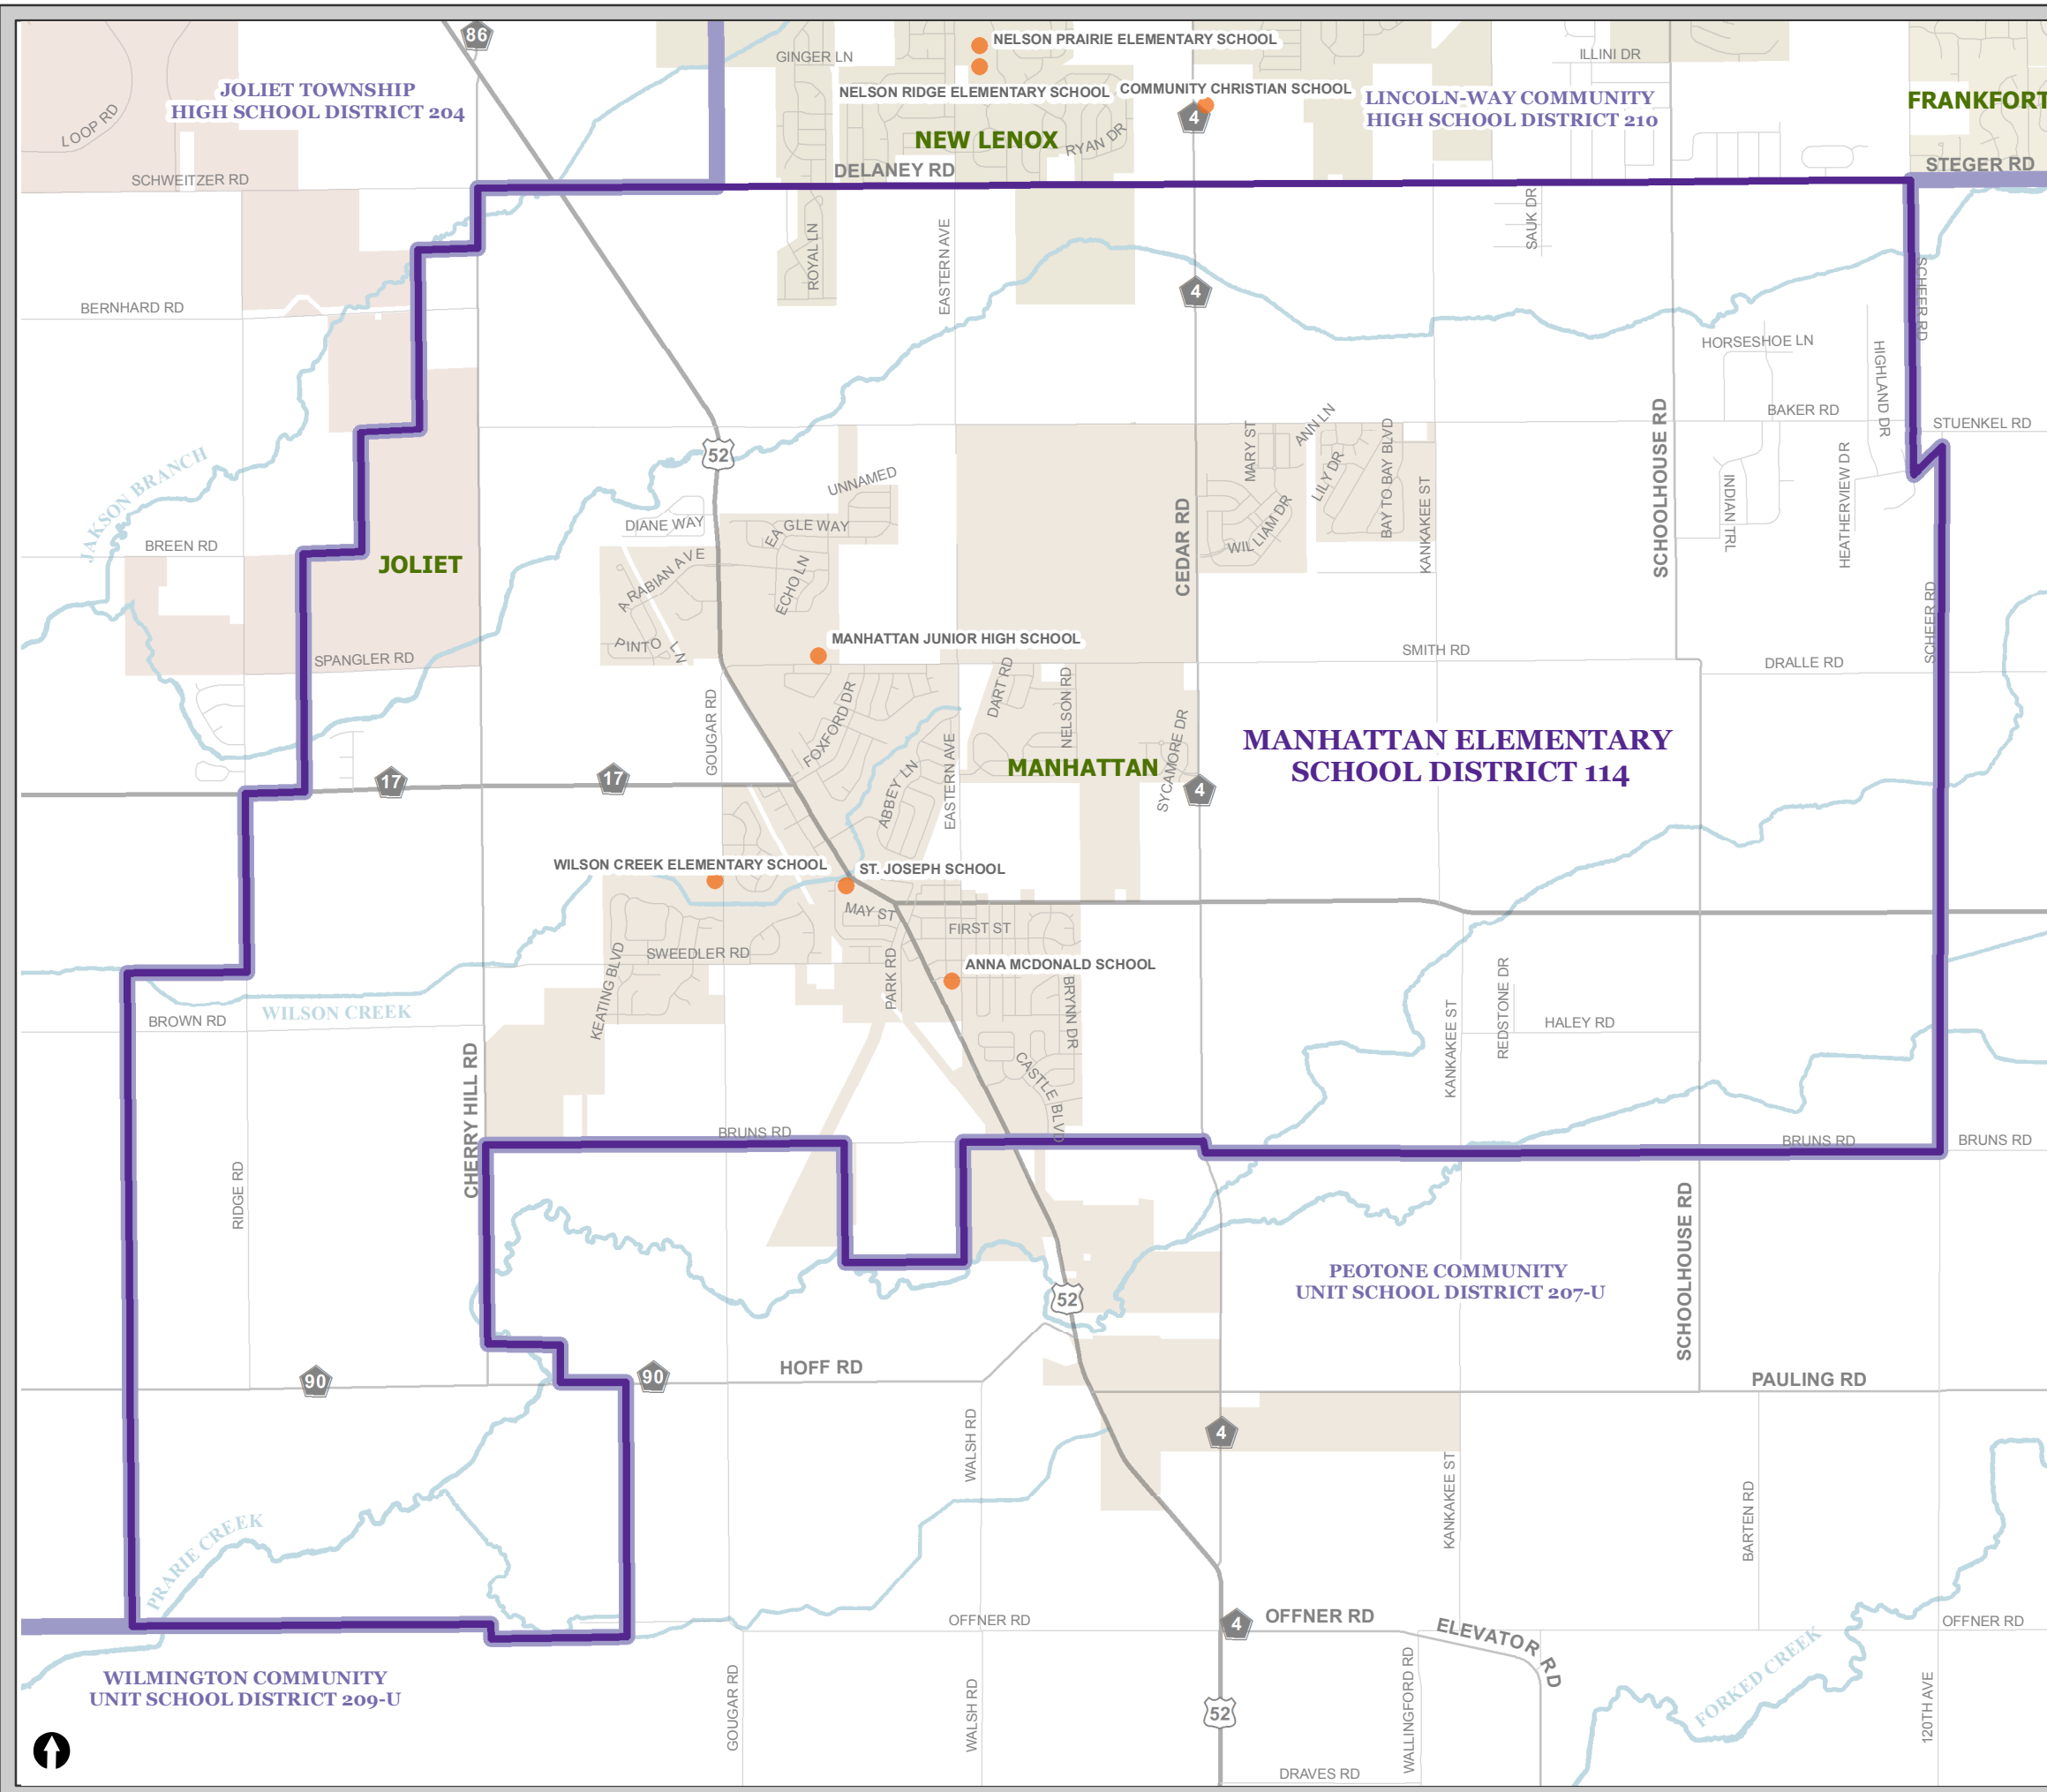 86
NELSON PRAIRIE ELEMENTARY SCHOOL
GINGER LN
ILLINI DR
JOLIET TOWNSHIP
HIGH SCHOOL DISTRICT 204
NELSON RIDGE ELEMENTARY SCHOOL
COMMUNITY CHRISTIAN SCHOOL
LINCOLN-WAY COMMUNITY
HIGH SCHOOL DISTRICT 210
FRANKFORT
LOOP RD
4
NEW LENOX
RYAN DR
DELANEY RD
STEGER RD
SCHWEITZER RD
SAUK DR
ROYAL LN
EASTERN AVE
4
SCHEER RD
BERNHARD RD
HORSESHOE LN
HIGHLAND DR
BAKER RD
STUENKEL RD
SCHOOLHOUSE RD
MARY ST
ANN LN
LILY DR
BAY TO BAY BLVD
52
JAKSON BRANCH
UNNAMED
KANKAKEE ST
INDIAN TRL
HEATHERVIEW DR
DIANE WAY
EA
GLE WAY
CEDAR RD
WILLIAM DR
BREEN RD
JOLIET
ARABIAN AVE
ECHO LN
SCHEER RD
PINTO
LN
MANHATTAN JUNIOR HIGH SCHOOL
SPANGLER RD
SMITH RD
DRALLE RD
GOUGAR RD
FOXFORD DR
DART RD
NELSON RD
SYCAMORE DR
MANHATTAN ELEMENTARY
SCHOOL DISTRICT 114
MANHATTAN
EASTERN AVE
ABBEY LN
17
17
4
WILSON CREEK ELEMENTARY SCHOOL
ST. JOSEPH SCHOOL
MAY ST
FIRST ST
SWEEDLER RD
KEATING BLVD
PARK RD
ANNA MCDONALD SCHOOL
BRYNN DR
REDSTONE DR
WILSON CREEK
BROWN RD
KANKAKEE ST
HALEY RD
CHERRY HILL RD
CASTLE BLVD
BRUNS RD
BRUNS RD
BRUNS RD
RIDGE RD
SCHOOLHOUSE RD
PEOTONE COMMUNITY
UNIT SCHOOL DISTRICT 207-U
52
HOFF RD
90
90
PAULING RD
WALSH RD
4
KANKAKEE ST
BARTEN RD
PRARIE CREEK
OFFNER RD
4
OFFNER RD
ELEVATOR RD
OFFNER RD
WILMINGTON COMMUNITY
UNIT SCHOOL DISTRICT 209-U
GOUGAR RD
WALSH RD
52
WALLINGFORD RD
FORKED CREEK
120TH AVE
DRAVES RD